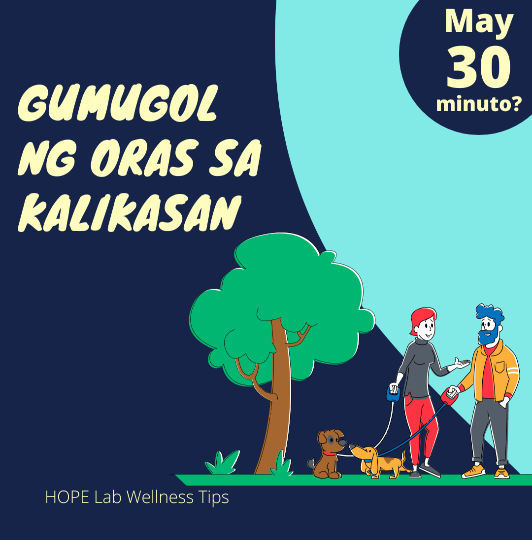 May
30
minuto?
GUMUGOL
NG ORAS SA
KALIKASAN
HOPE Lab Wellness Tips